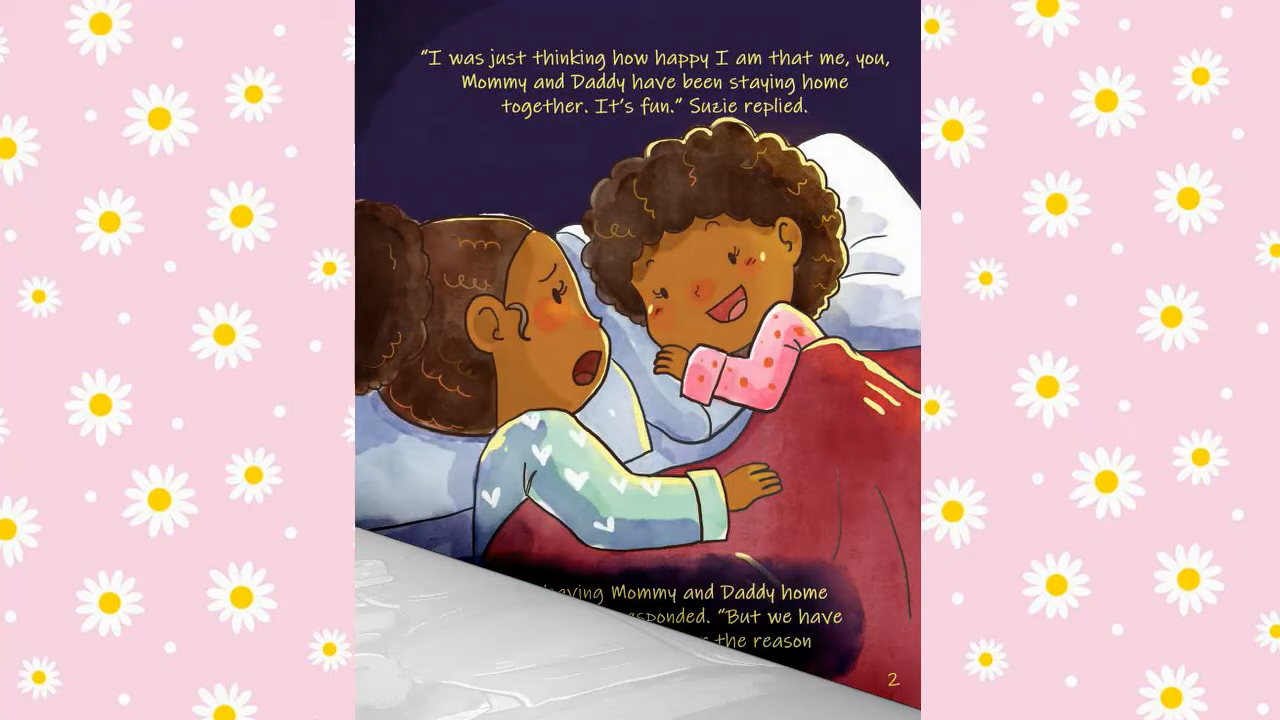 “I was just thinking how happy I am that me, you,
Mommy and Daddy have been staying home
together. It’s fun.” Suzie replied.
Mommy and Daddy home
“But we have
the reason
2